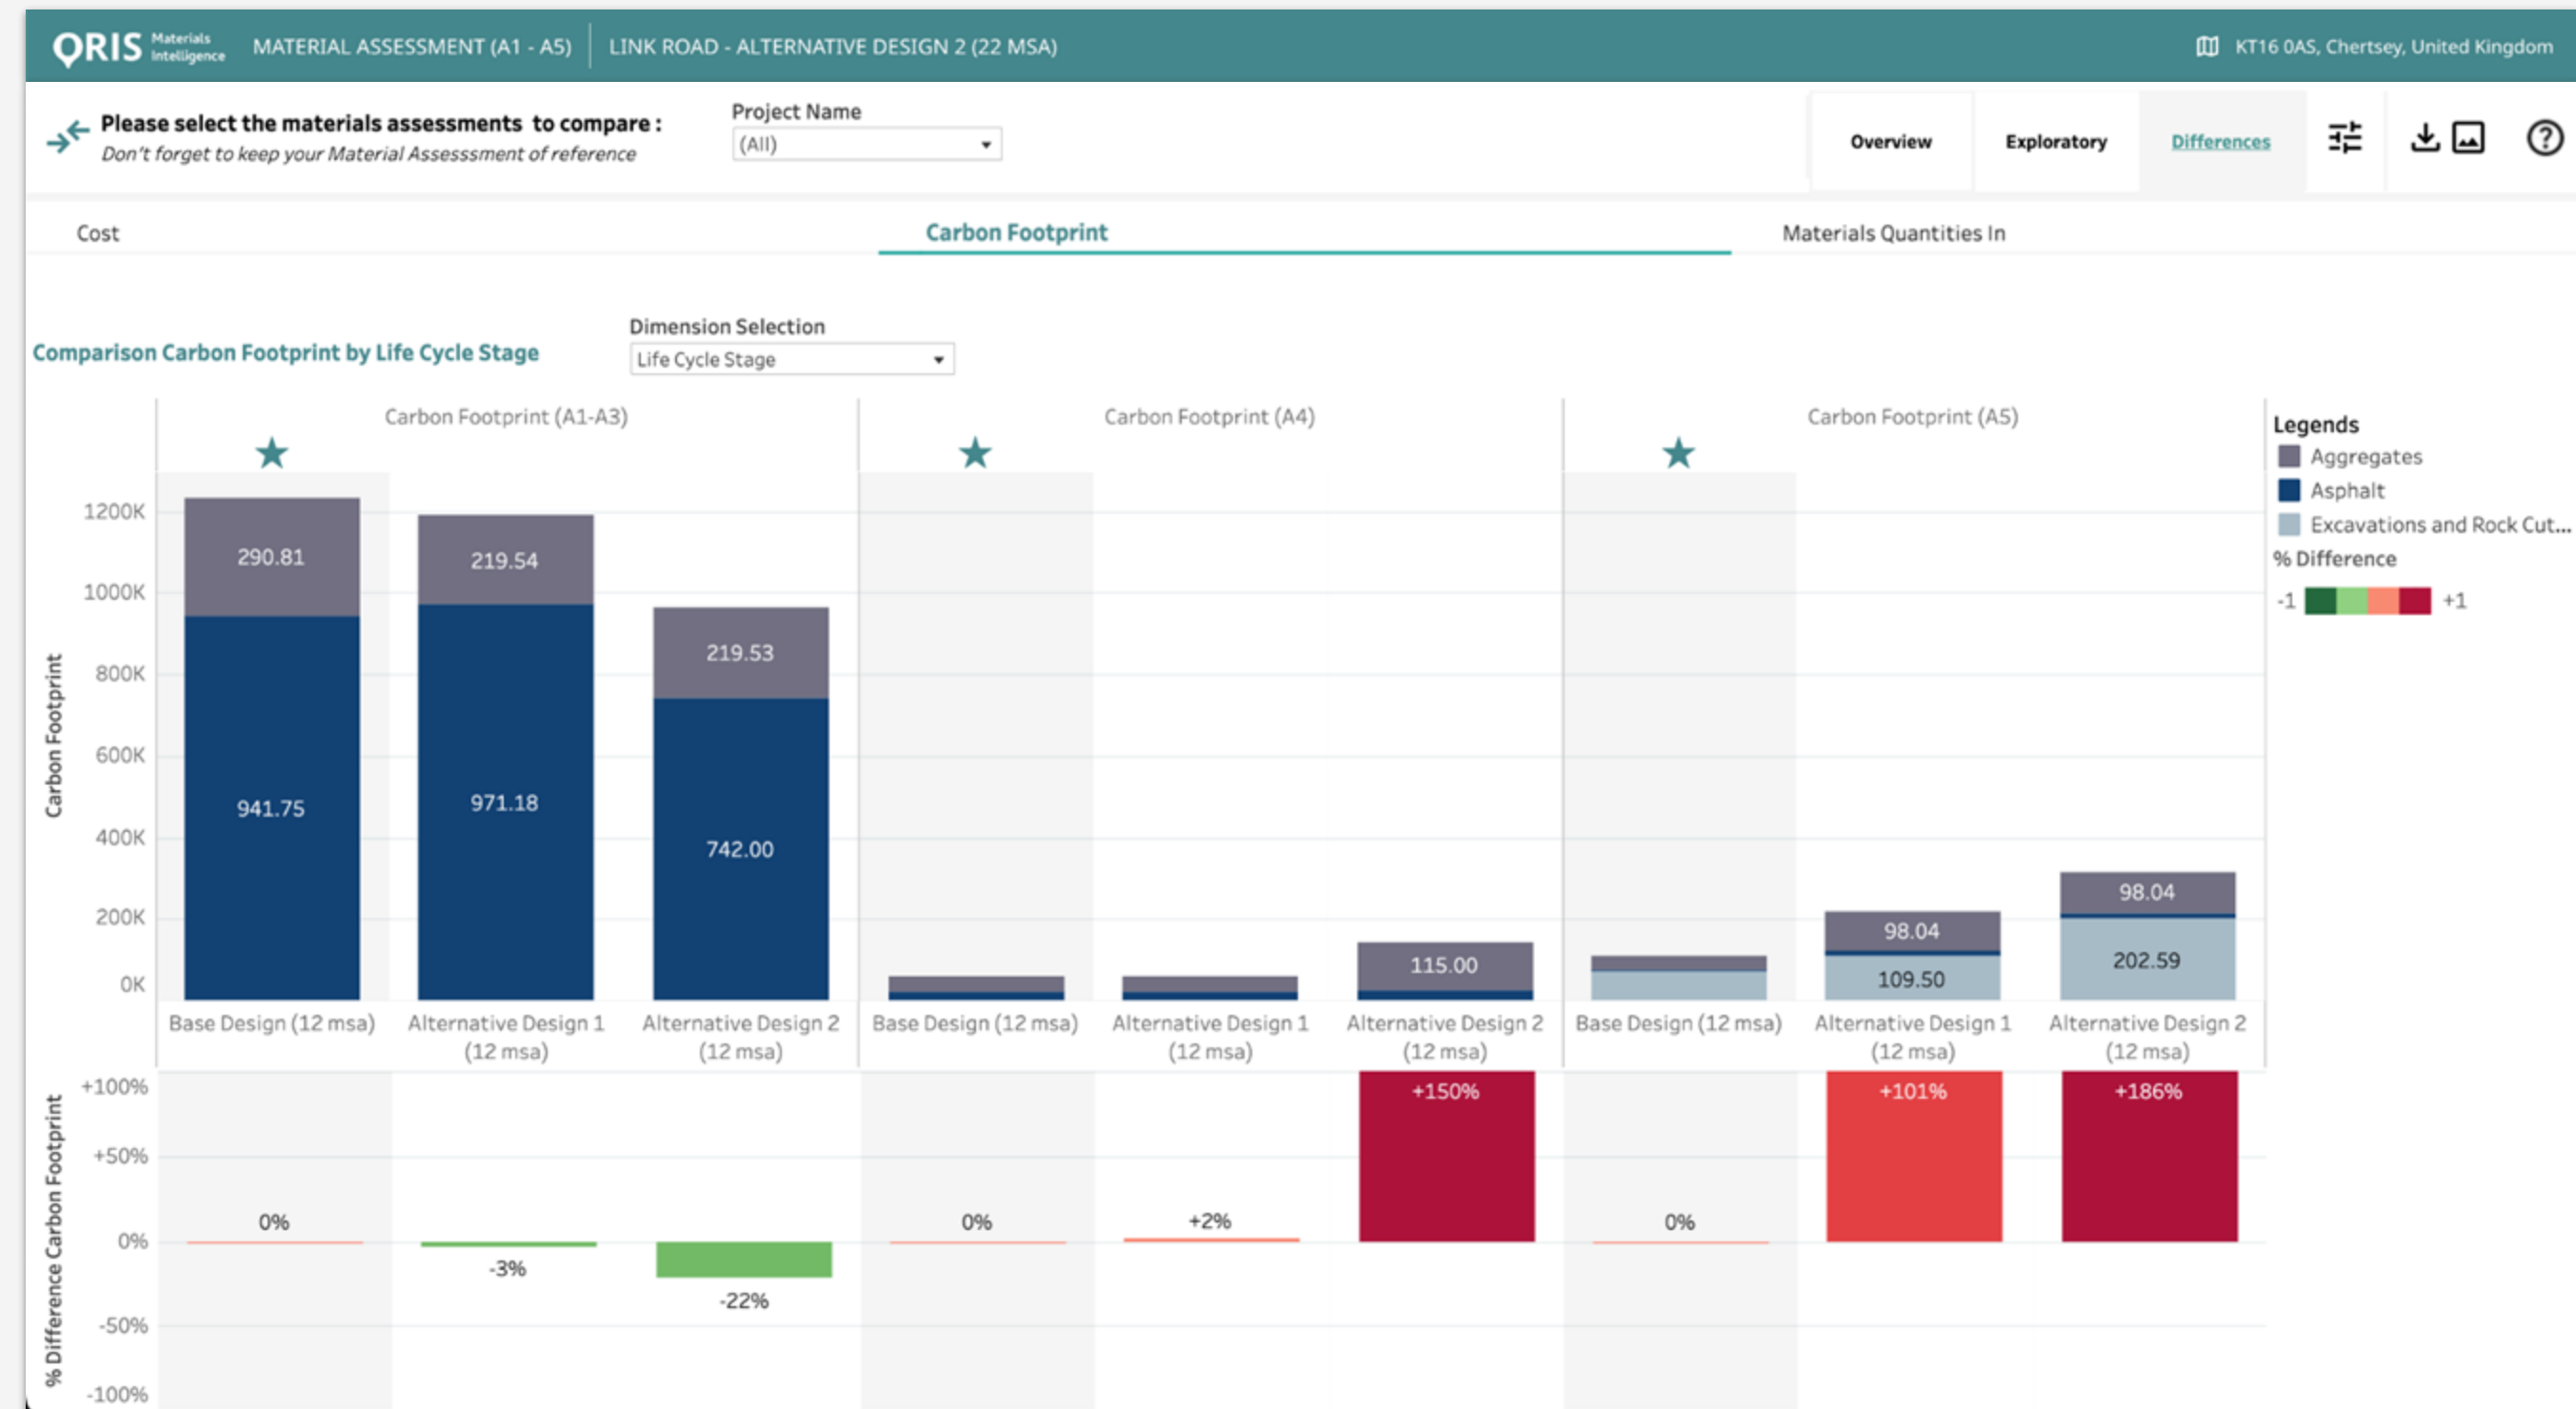 ORIS Materials Intelligence
MATERIAL ASSESSMENT (A1 - A5)
LINK ROAD - ALTERNATIVE DESIGN 2 (22 MSA)
KT16 0AS, Chertsey, United Kingdom
Please select the materials assessments to compare :
Don't forget to keep your Material Assesssment of reference
Project Name
(All)
Overview
Exploratory
Differences
?
Cost
Carbon Footprint
Materials Quantities In
Comparison Carbon Footprint by Life Cycle Stage
Dimension Selection
Life Cycle Stage
Carbon Footprint (A1-A3)
Carbon Footprint (A4)
Carbon Footprint (A5)
Legends
Aggregates
Asphalt
Excavations and Rock Cut...
% Difference
-1
+1
Carbon Footprint
1200K
1000K
800K
600K
400K
200K
0K
290.81
941.75
219.54
971.18
219.53
742.00
115.00
98.04
109.50
98.04
202.59
Base Design (12 msa)
Alternative Design 1
(12 msa)
Alternative Design 2
(12 msa)
Base Design (12 msa)
Alternative Design 1
(12 msa)
Alternative Design 2
(12 msa)
Base Design (12 msa)
Alternative Design 1
(12 msa)
Alternative Design 2
(12 msa)
% Difference Carbon Footprint
+100%
+50%
0%
-50%
-100%
0%
-3%
-22%
0%
+2%
+150%
0%
+101%
+186%